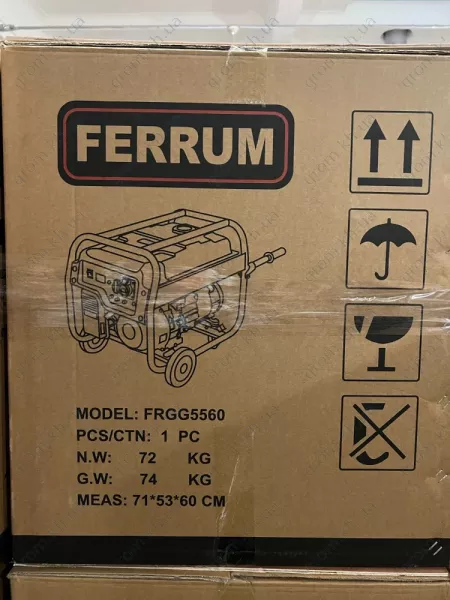 FERRUM
MODEL: FRGG5560
PCS/CTN: 1 PC
N.W: 72 KG
G.W: 74 KG
MEAS: 71*53*60 CM